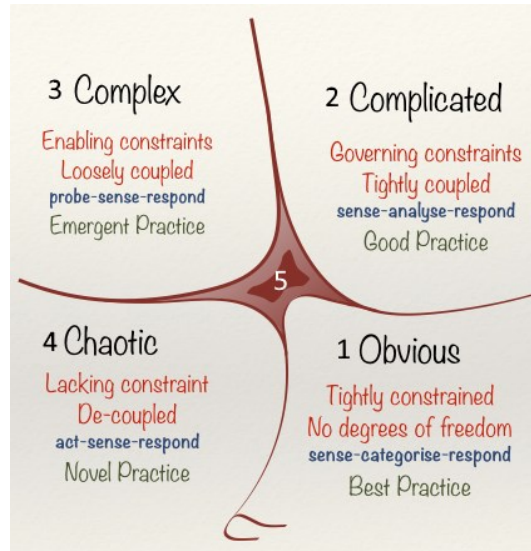 3 Complex
Enabling constraints
Loosely coupled
probe-sense-respond
Emergent Practice
2 Complicated
Governing constraints
Tightly coupled
sense-analyse-respond
Good Practice
5
4 Chaotic
Lacking constraint
De-coupled
act-sense-respond
Novel Practice
1 Obvious
Tightly constrained
No degrees of freedom
sense-categorise-respond
Best Practice